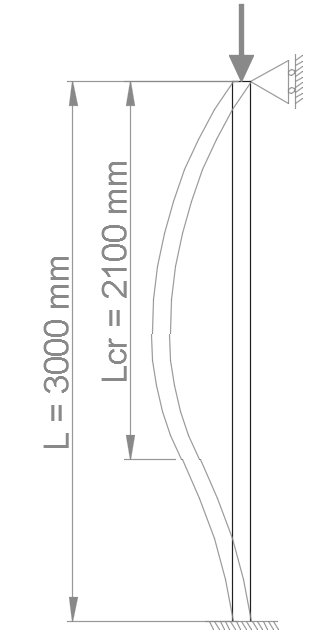 L = 3000 mm
Lcr = 2100 mm